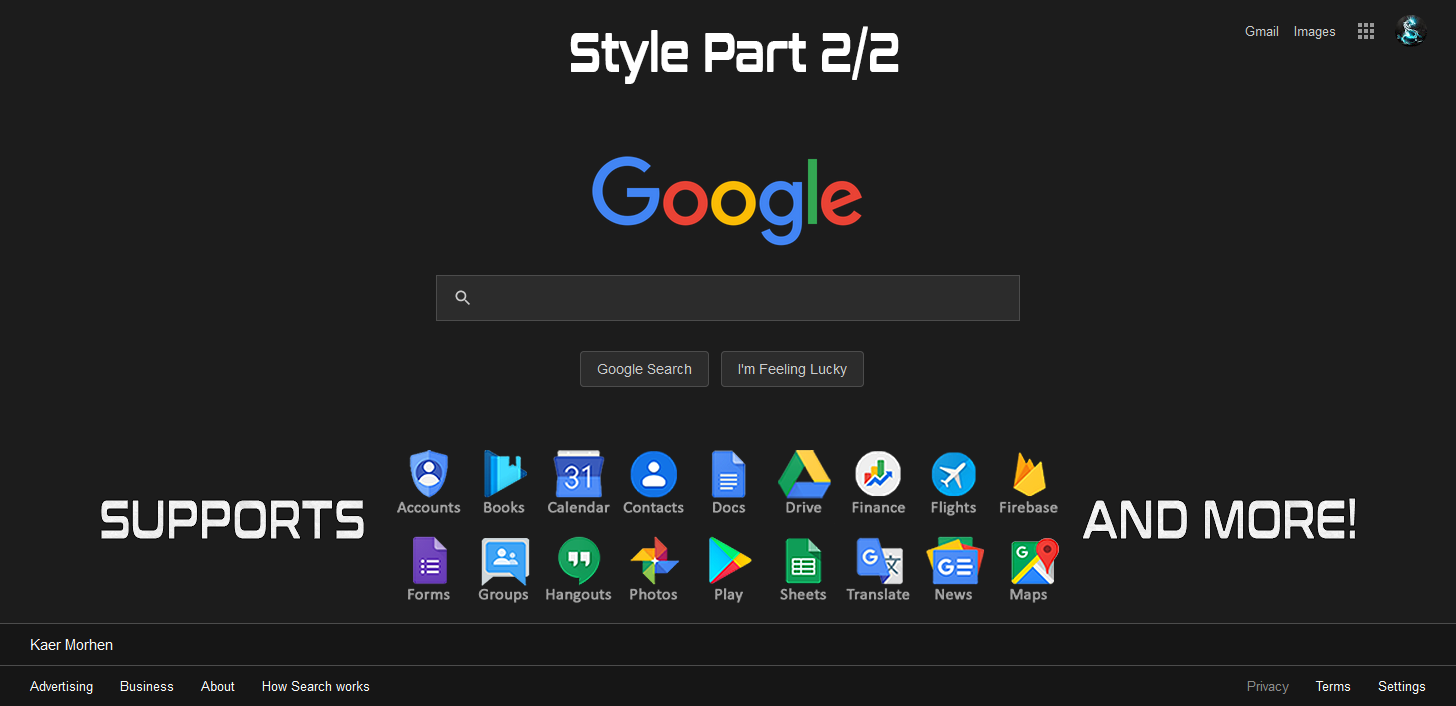 Style Part 2/2
Gmail Images
Google
Google Search I'm Feeling Lucky
31
Accounts Books Calendar Contacts Docs Drive Finance Flights Firebase
SUPPORTS AND MORE!
G G GE G
Forms Groups Hangouts Photos Play Sheets Translate News Maps
Kaer Morhen
Advertising Business About How Search works Privacy Terms Settings